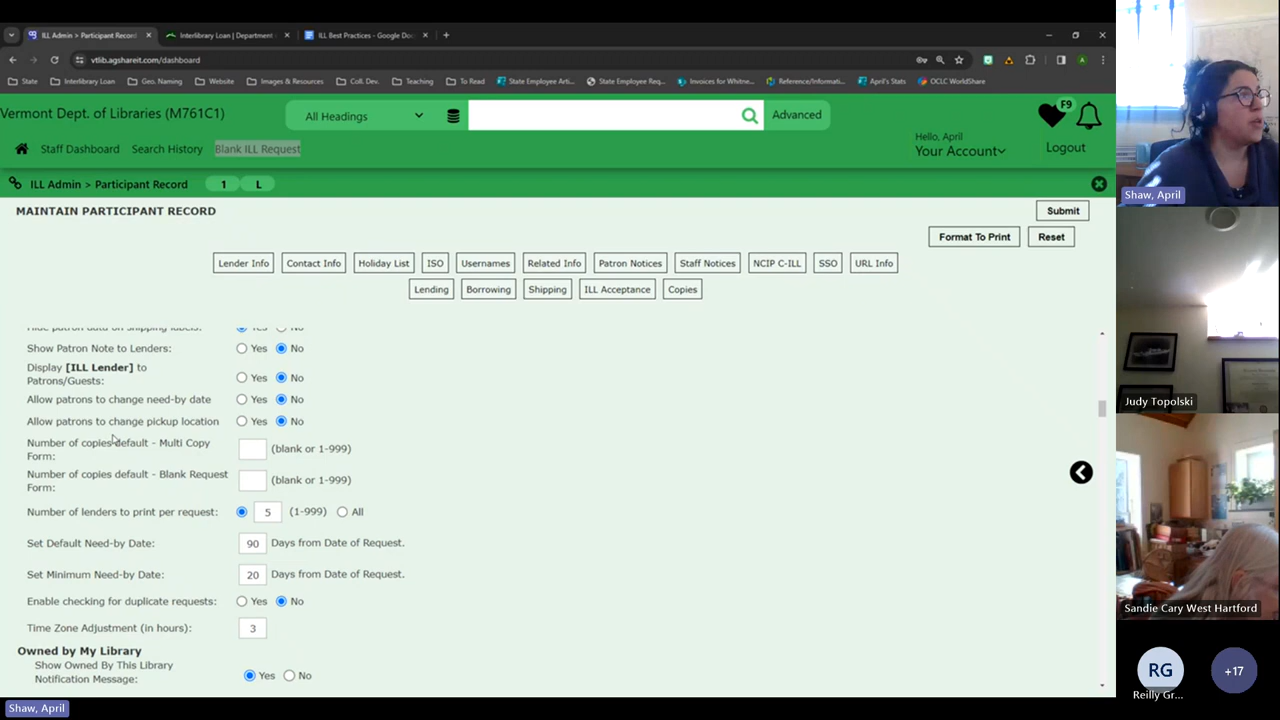 ILL Admin > Participant Record
Interlibrary Loan | Department
ILL Best Practices - Google Doc
vtlib.agshareit.com/dashboard
State
Interlibrary Loan
Geo. Naming
Website
Images & Resources
Coll. Dev.
Teaching
To Read
State Employee Arti...
State Employee Req...
Invoices for Whitne...
Reference/Informati...
April's Stats
OCLC WorldShare
Vermont Dept. of Libraries (M761C1)
All Headings
Advanced
F9
Hello, April
Your Account
Logout
Staff Dashboard
Search History
Blank ILL Request
ILL Admin > Participant Record
1
L
MAINTAIN PARTICIPANT RECORD
Submit
Format To Print
Reset
Lender Info
Contact Info
Holiday List
ISO
Usernames
Related Info
Patron Notices
Staff Notices
NCIP C-ILL
SSO
URL Info
Lending
Borrowing
Shipping
ILL Acceptance
Copies
Hide patron data on shipping labels: Yes No
Show Patron Note to Lenders: Yes No
Display [ILL Lender] to
Patrons/Guests: Yes No
Allow patrons to change need-by date Yes No
Allow patrons to change pickup location Yes No
Number of copies default - Multi Copy
Form: (blank or 1-999)
Number of copies default - Blank Request
Form: (blank or 1-999)
Number of lenders to print per request: 5 (1-999) All
Set Default Need-by Date: 90 Days from Date of Request.
Set Minimum Need-by Date: 20 Days from Date of Request.
Enable checking for duplicate requests: Yes No
Time Zone Adjustment (in hours): 3
Owned by My Library
Show Owned By This Library
Notification Message: Yes No
Shaw, April
Shaw, April
Judy Topolski
Sandie Cary West Hartford
RG
Reilly Gr...
+17